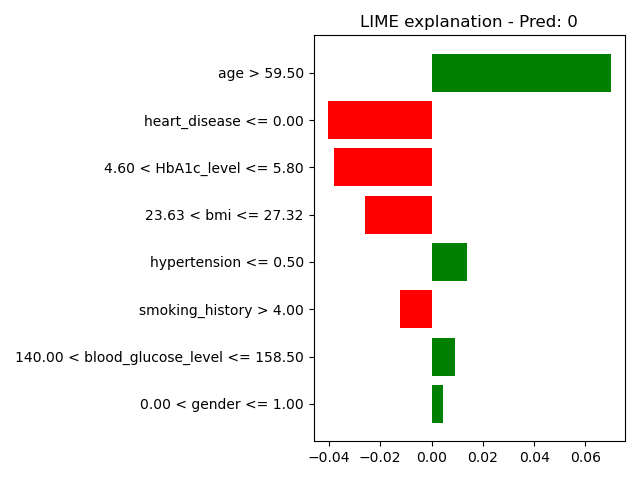 LIME explanation - Pred: 0
age > 59.50
heart_disease <= 0.00
4.60 < HbA1c_level <= 5.80
23.63 < bmi <= 27.32
hypertension <= 0.50
smoking_history > 4.00
140.00 < blood_glucose_level <= 158.50
0.00 < gender <= 1.00
−0.04 −0.02 0.00 0.02 0.04 0.06